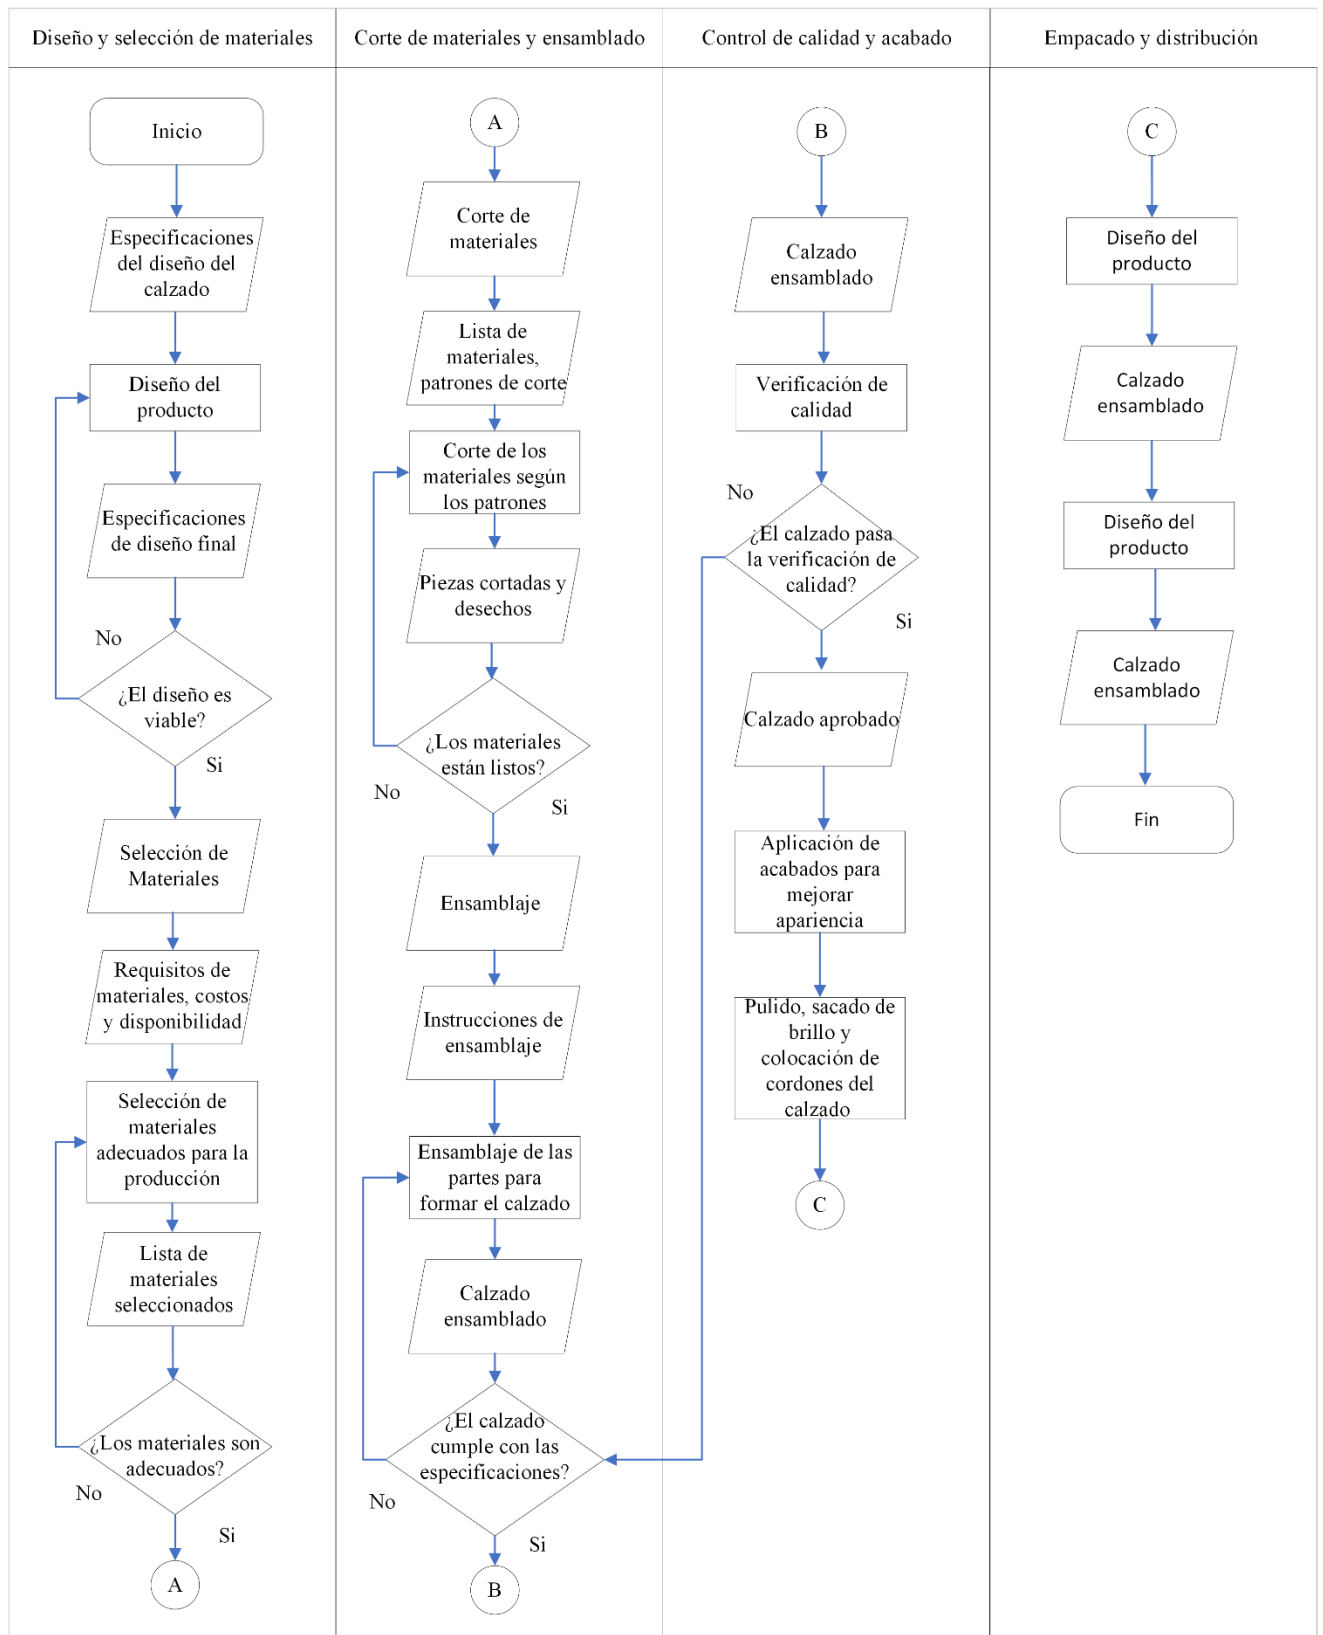 Diseño y selección de materiales
Inicio
Especificaciones
del diseño del
calzado
Diseño del
producto
Especificaciones
de diseño final
No
¿El diseño es
viable?
Si
Selección de
Materiales
Requisitos de
materiales, costos
y disponibilidad
Selección de
materiales
adecuados para la
producción
Lista de
materiales
seleccionados
¿Los materiales son
adecuados?
No
Si
A
Corte de materiales y ensamblado
A
Corte de
materiales
Lista de
materiales,
patrones de corte
Corte de los
materiales según
los patrones
Piezas cortadas y
desechos
¿Los materiales
están listos?
No
Si
Ensamblaje
Instrucciones de
ensamblaje
Ensamblaje de las
partes para
formar el calzado
Calzado
ensamblado
¿El calzado
cumple con las
especificaciones?
No
Si
B
Control de calidad y acabado
B
Calzado
ensamblado
Verificación de
calidad
No
¿El calzado pasa
la verificación de
calidad?
Si
Calzado aprobado
Aplicación de
acabados para
mejorar
apariencia
Pulido, sacado de
brillo y
colocación de
cordones del
calzado
C
Empacado y distribución
C
Diseño del
producto
Calzado
ensamblado
Diseño del
producto
Calzado
ensamblado
Fin